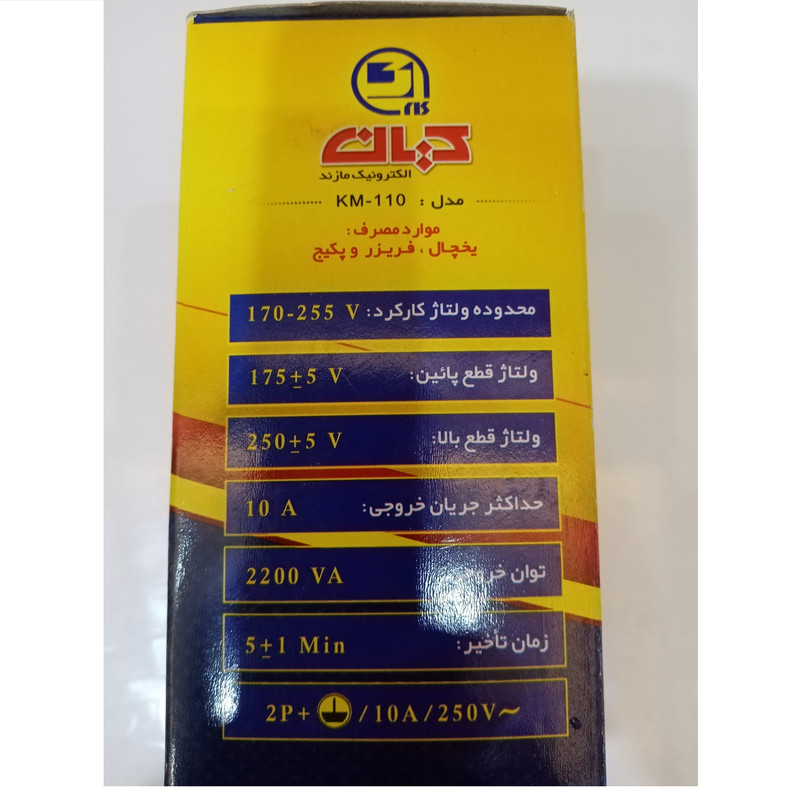 کیان
الکترونیک مازند
مدل : KM-110
موارد مصرف :
یخچال ، فریزر و پکیج
محدوده ولتاژ کارکرد: 170-255 V
ولتاژ قطع پائین: 175±5 V
ولتاژ قطع بالا: 250±5 V
حداکثر جریان خروجی: 10 A
توان 2200 VA
زمان تأخیر: 5±1 Min
2P+ /10A/250V~